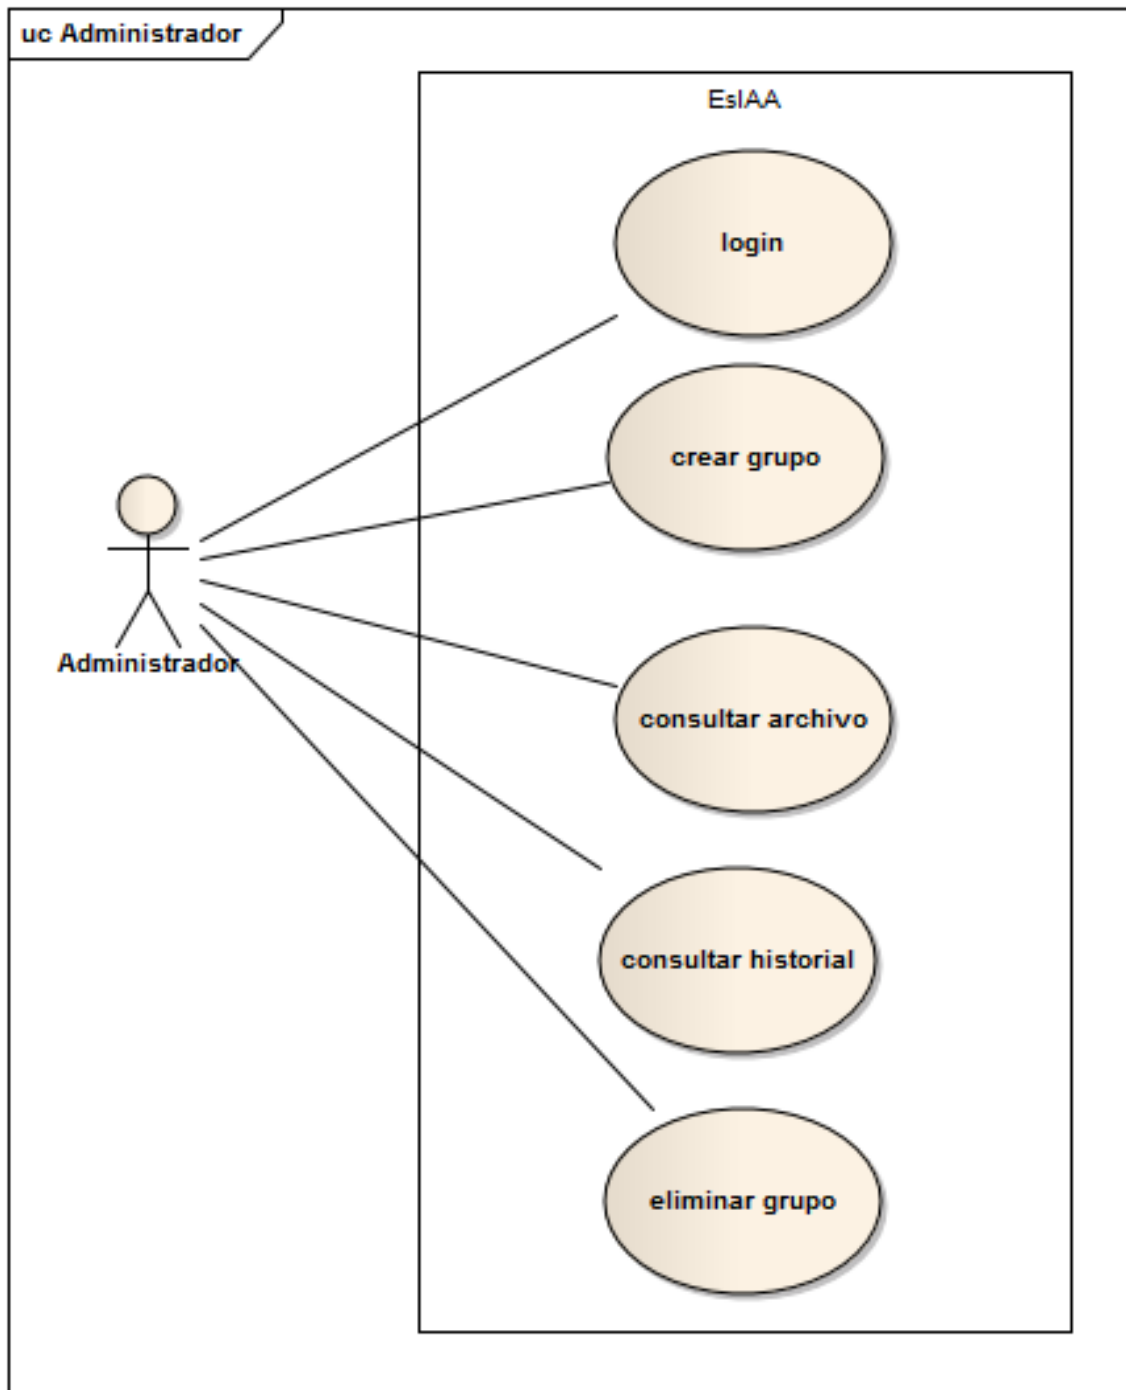 uc Administrador
EsIAA
login
crear grupo
Administrador
consultar archivo
consultar historial
eliminar grupo